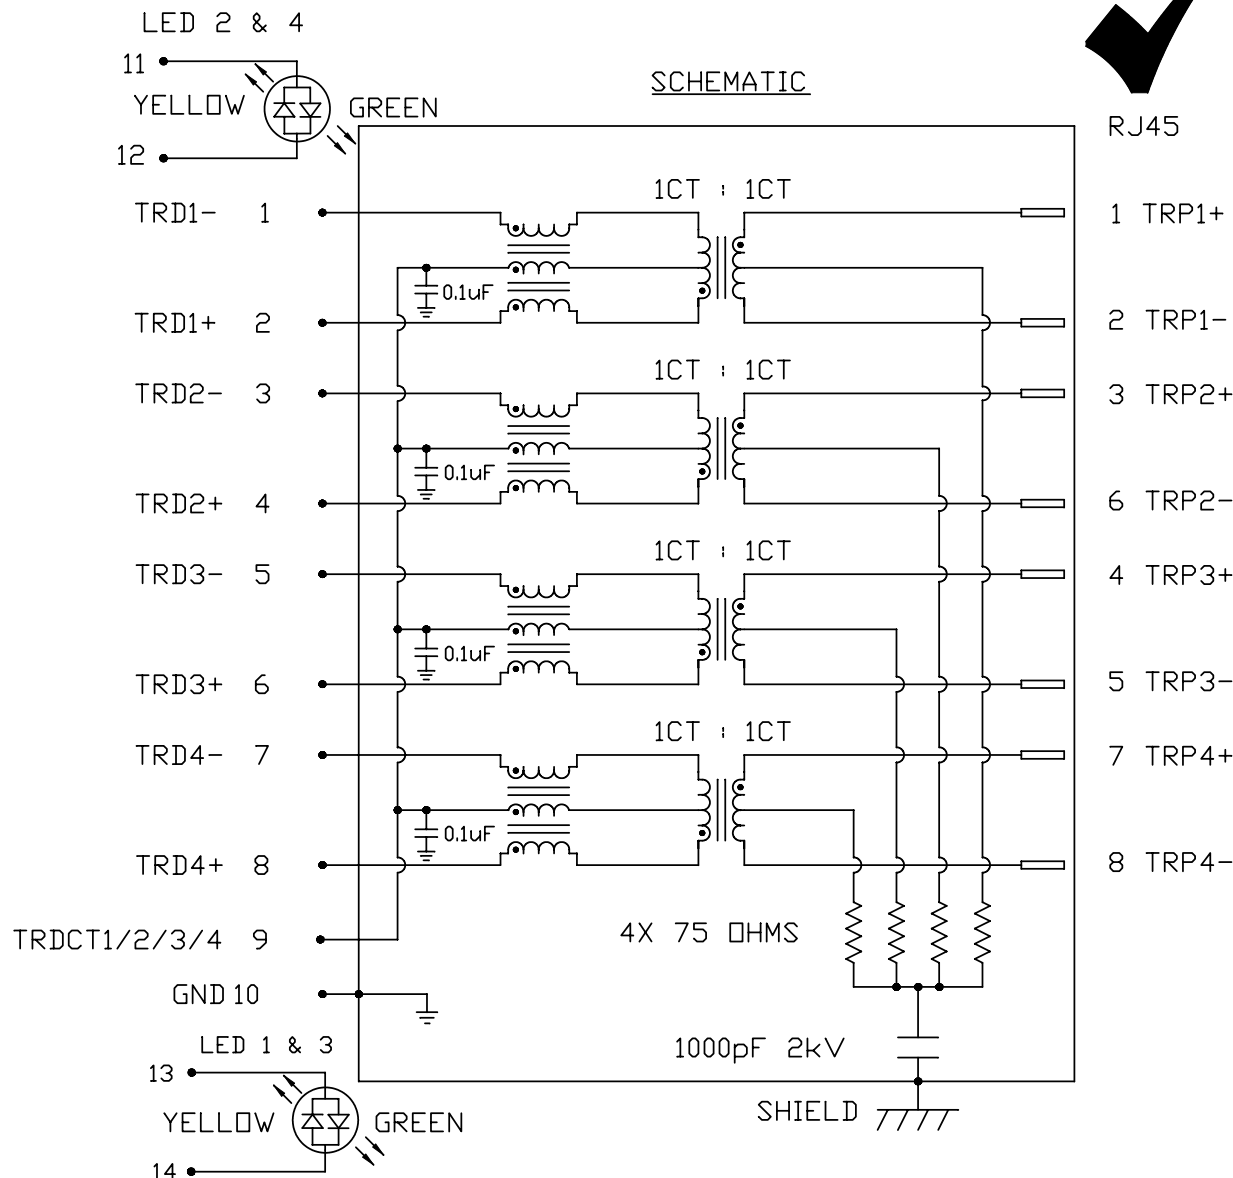 LED 2 & 4
11
YELLOW GREEN
12
SCHEMATIC
RJ45
1CT : 1CT
TRD1- 1
1 TRP1+
0.1uF
TRD1+ 2
2 TRP1-
1CT : 1CT
TRD2- 3
3 TRP2+
0.1uF
TRD2+ 4
6 TRP2-
1CT : 1CT
TRD3- 5
4 TRP3+
0.1uF
TRD3+ 6
5 TRP3-
1CT : 1CT
TRD4- 7
7 TRP4+
0.1uF
TRD4+ 8
8 TRP4-
4X 75 OHMS
TRDCT1/2/3/4 9
GND 10
1000pF 2kV
SHIELD
LED 1 & 3
13
YELLOW GREEN
14